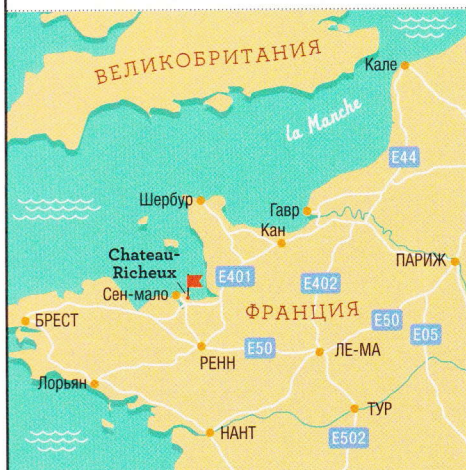 ВЕЛИКОБРИТАНИЯ
Кале
la Manche
E44
Шербур
Гавр
Кан
Chateau-
Richeux
ПАРИЖ
E401
E402
Сен-мало
ФРАНЦИЯ
БРЕСТ
E50
E05
РЕНН
E50
ЛЕ-МА
Лорьян
ТУР
НАНТ
E502